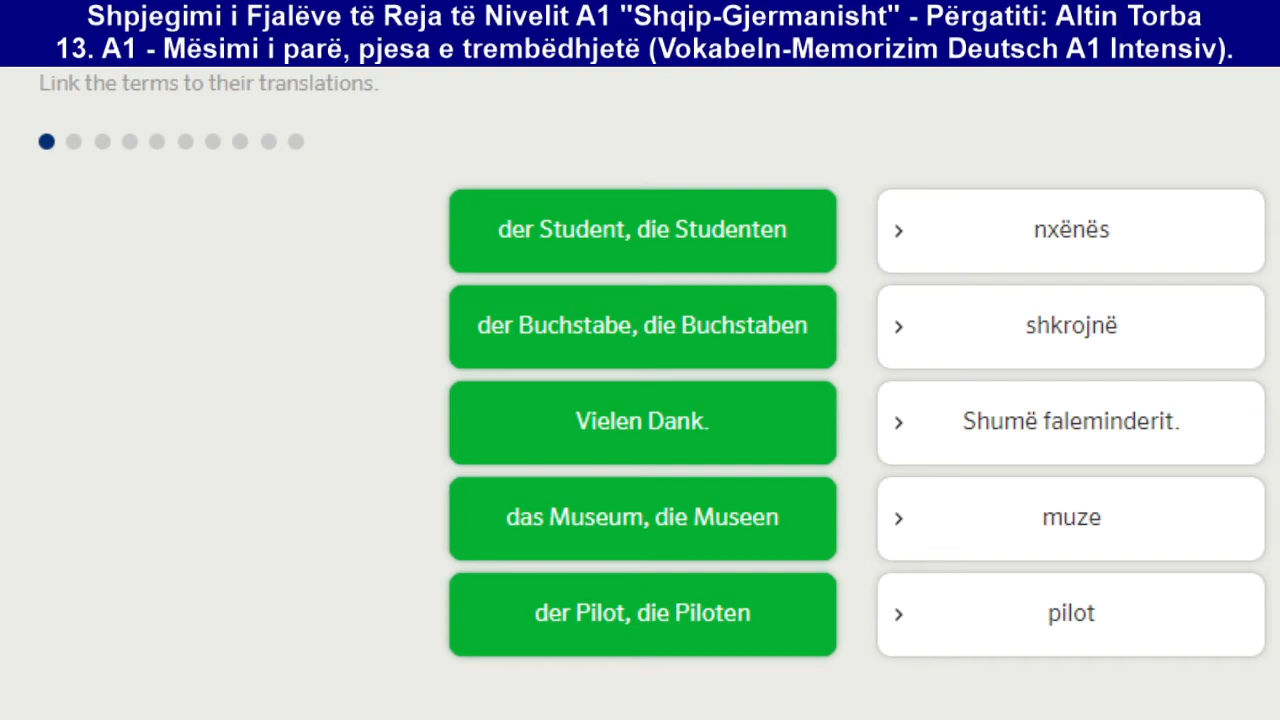 Shpjegimi i Fjalëve të Reja të Nivelit A1 "Shqip-Gjermanisht" - Përgatiti: Altin Torba
13. A1 - Mësimi i parë, pjesa e trembëdhjetë (Vokabeln-Memorizim Deutsch A1 Intensiv).
Link the terms to their translations.
der Student, die Studenten
nxënës
der Buchstabe, die Buchstaben
shkrojnë
Vielen Dank.
Shumë faleminderit.
das Museum, die Museen
muze
der Pilot, die Piloten
pilot